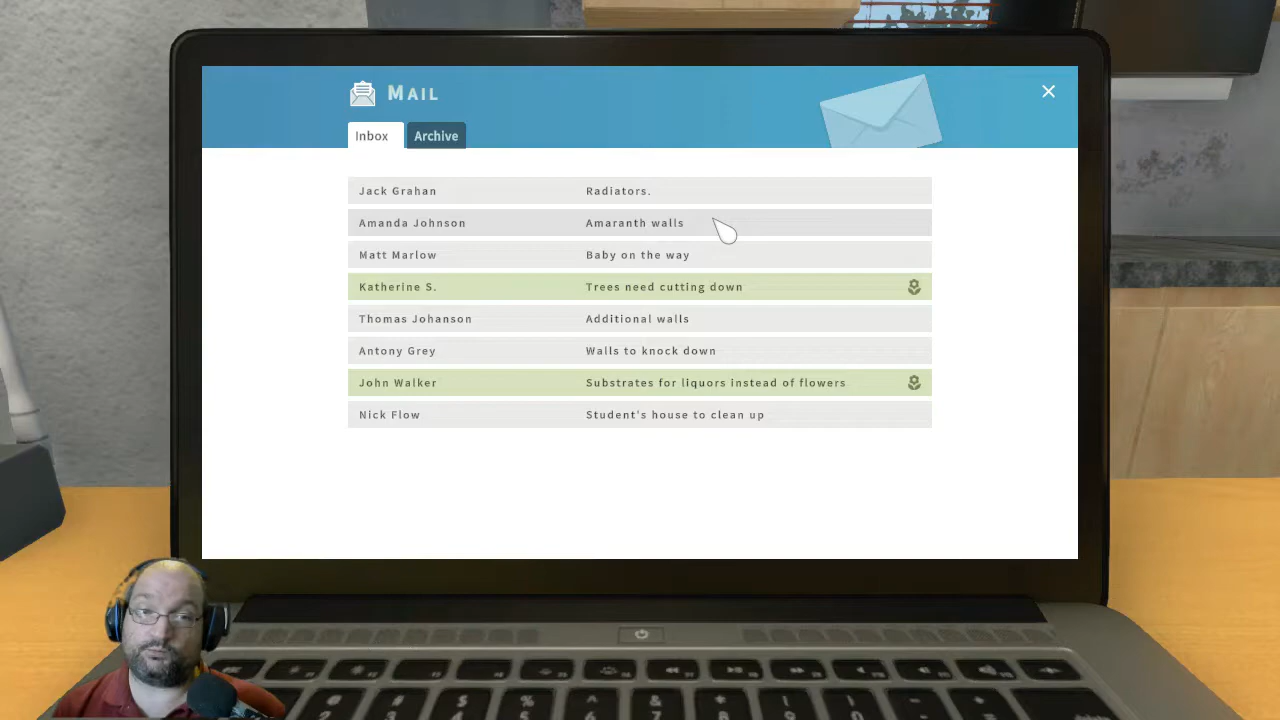 Mail
Inbox Archive
Jack Grahan Radiators.
Amanda Johnson Amaranth walls
Matt Marlow Baby on the way
Katherine S. Trees need cutting down
Thomas Johanson Additional walls
Antony Grey Walls to knock down
John Walker Substrates for liquors instead of flowers
Nick Flow Student's house to clean up